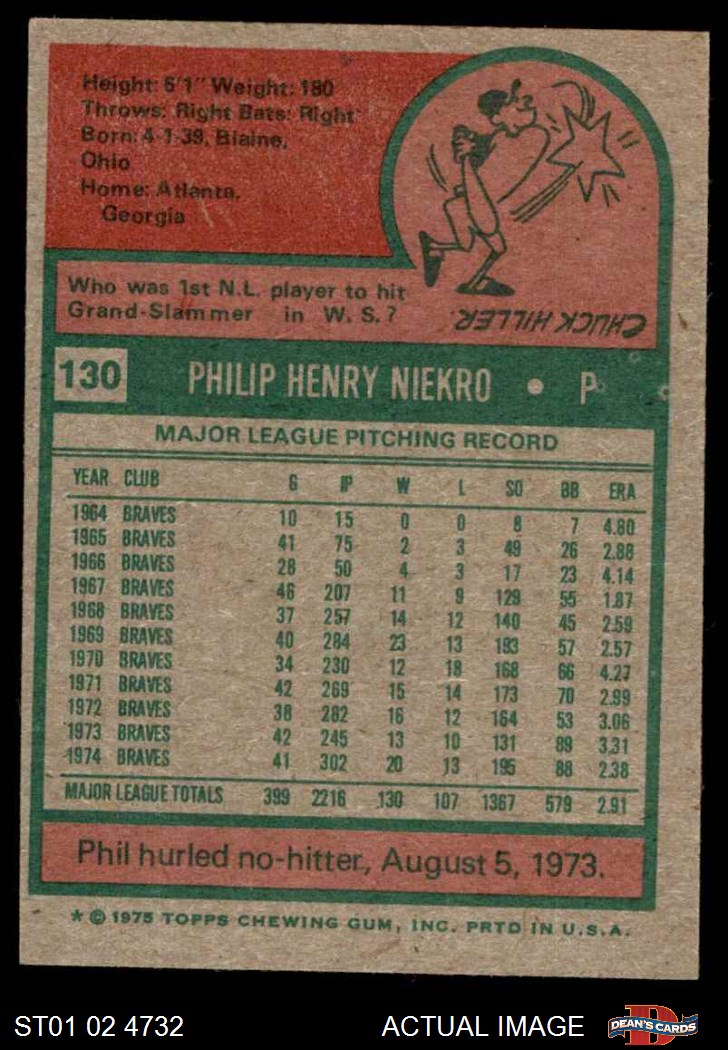 Height: 6'1" Weight: 180
Throws: Right Bats: Right
Born: 4-1-39, Blaine,
Ohio
Home: Atlanta,
Georgia
Who was 1st N.L. player to hit
Grand-Slammer in W. S.?
CHUCK HILLER.
130 PHILIP HENRY NIEKRO • P
MAJOR LEAGUE PITCHING RECORD
YEAR CLUB G IP W L SO BB ERA
1964 BRAVES 10 15 0 0 8 7 4.80
1965 BRAVES 41 75 2 3 49 26 2.88
1966 BRAVES 28 50 4 3 17 23 4.14
1967 BRAVES 46 207 11 9 129 55 1.87
1968 BRAVES 37 257 14 12 140 45 2.59
1969 BRAVES 40 284 23 13 193 57 2.57
1970 BRAVES 34 230 12 18 168 66 4.27
1971 BRAVES 42 269 15 14 173 70 2.99
1972 BRAVES 38 282 16 12 164 53 3.06
1973 BRAVES 42 245 13 10 131 89 3.31
1974 BRAVES 41 302 20 13 195 88 2.38
MAJOR LEAGUE TOTALS 399 2216 130 107 1367 579 2.91
Phil hurled no-hitter, August 5, 1973.
* © 1975 TOPPS CHEWING GUM, INC. PRTD IN U.S.A.
ST01 02 4732 ACTUAL IMAGE DEAN'S CARDS